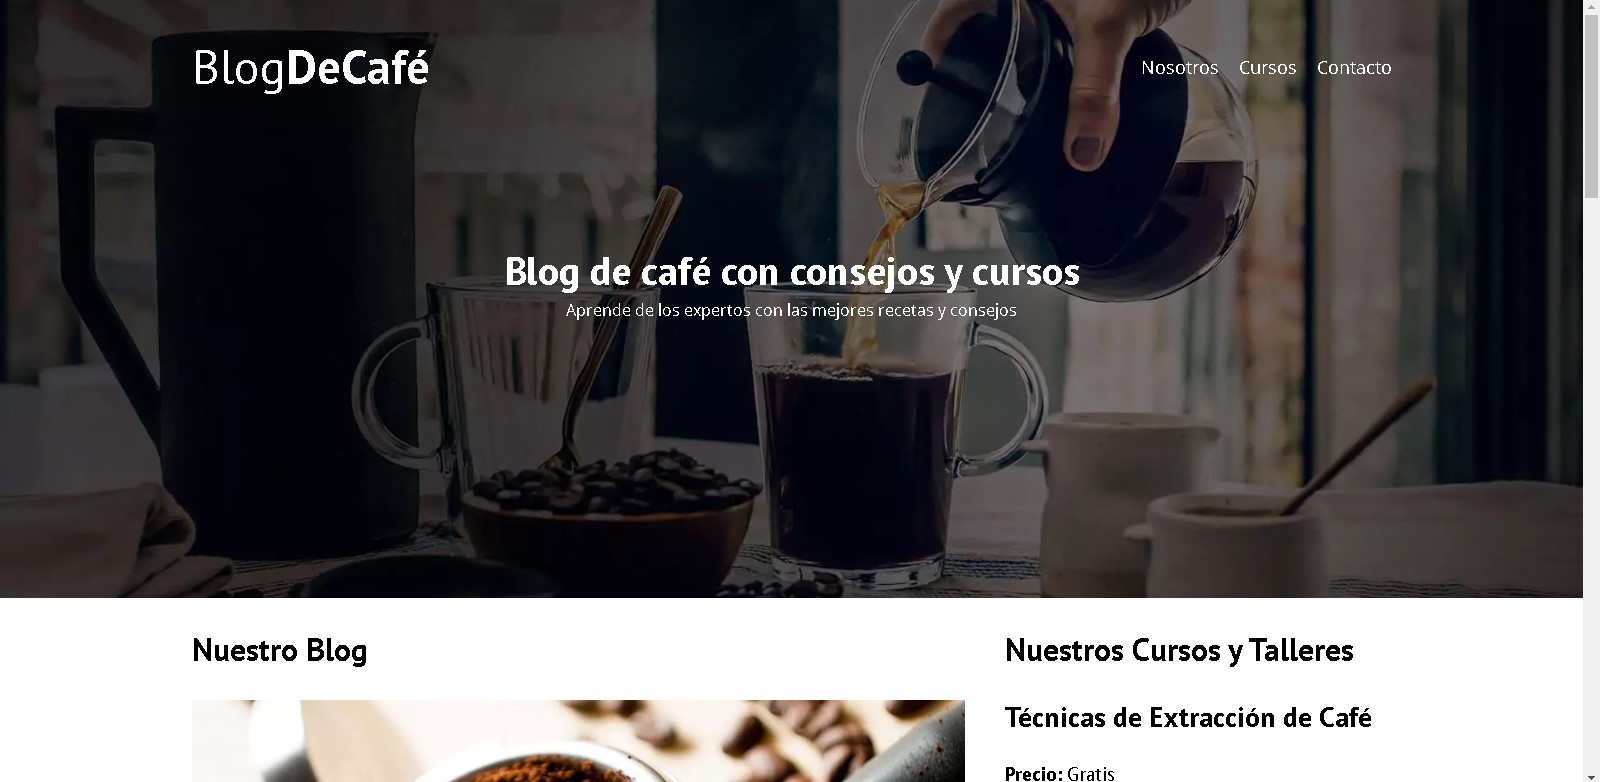 BlogDeCafé
Nosotros Cursos Contacto
Blog de café con consejos y cursos
Aprende de los expertos con las mejores recetas y consejos
Nuestro Blog
Nuestros Cursos y Talleres
Técnicas de Extracción de Café
Precio: Gratis